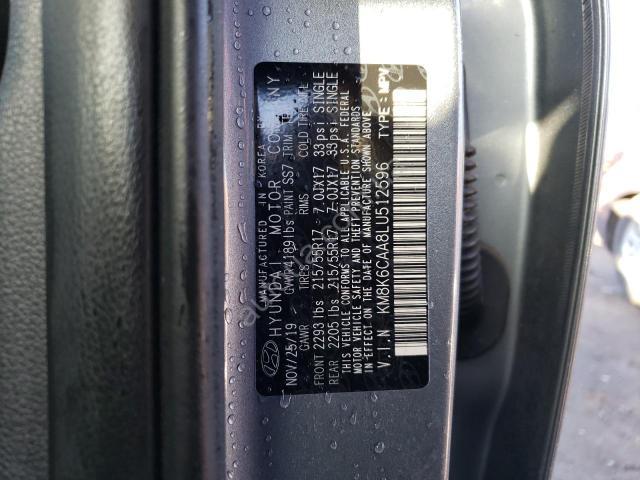 MANUFACTURED IN KOREA BY
HYUNDAI MOTOR COMPANY
NOV/25/19 GVWR 4189lbs PAINT SS7 TRIM
GAWR TIRES RIMS COLD TIRE
FRONT 2293 lbs 215/55R17 7.0JX17 33psi SINGLE
REAR 2205 lbs 215/55R17 7.0JX17 33psi SINGLE
THIS VEHICLE CONFORMS TO ALL APPLICABLE U.S.A. FEDERAL
MOTOR VEHICLE SAFETY AND THEFT PREVENTION STANDARDS
IN EFFECT ON THE DATE OF MANUFACTURE SHOWN ABOVE
V.I.N KM8K6CAA8LU512596 TYPE:MPV